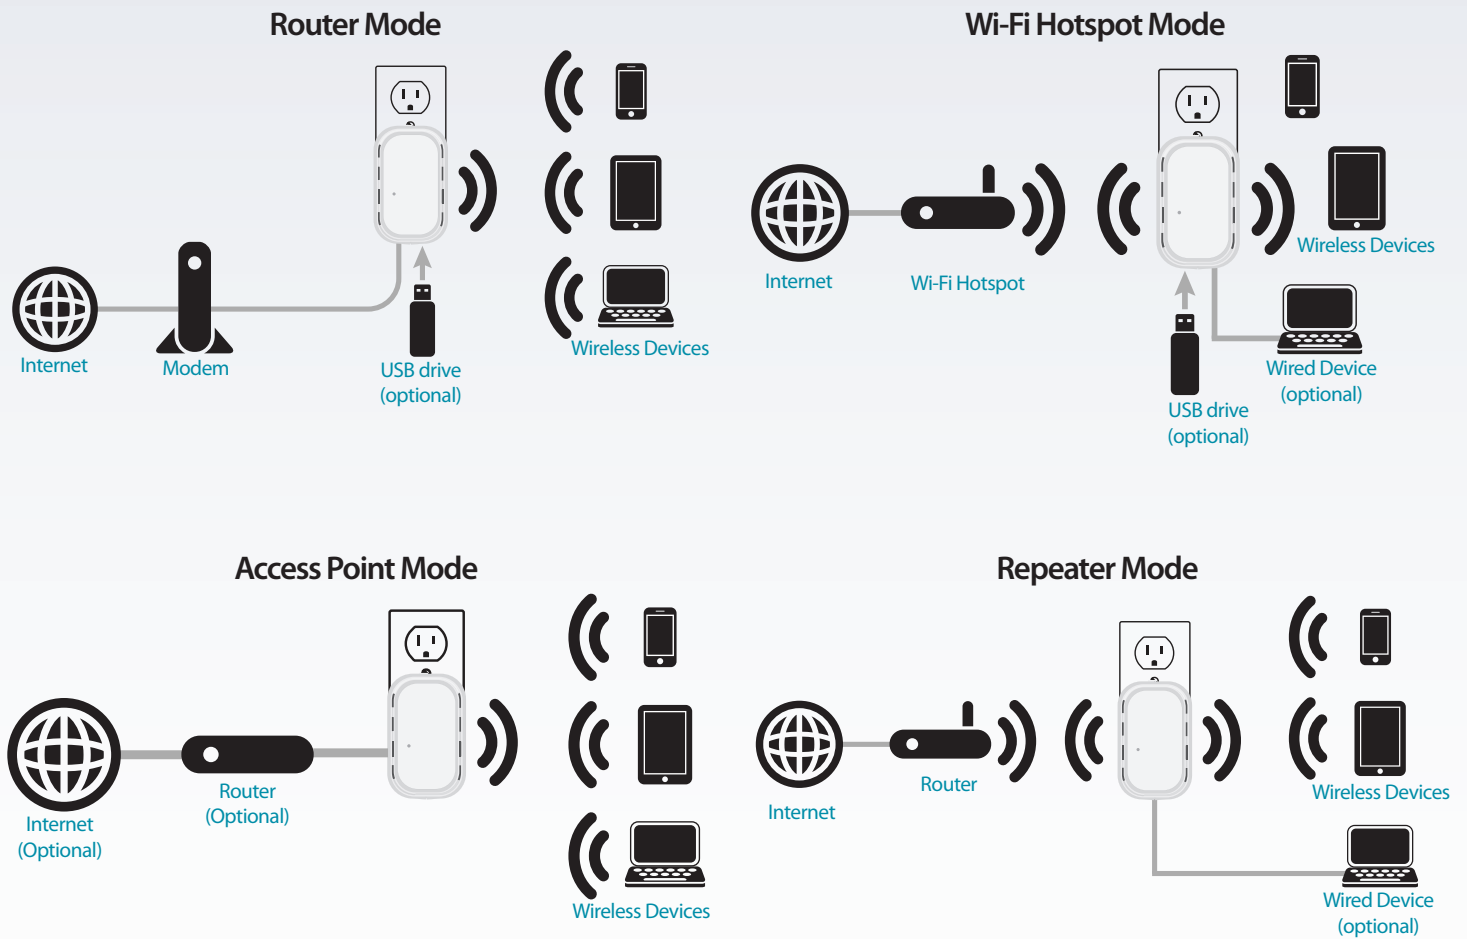 Router Mode
Internet
Modem
USB drive
(optional)
Wireless Devices
Wi-Fi Hotspot Mode
Internet
Wi-Fi Hotspot
Wireless Devices
USB drive
(optional)
Wired Device
(optional)
Access Point Mode
Internet
(Optional)
Router
(Optional)
Wireless Devices
Repeater Mode
Internet
Router
Wireless Devices
Wired Device
(optional)